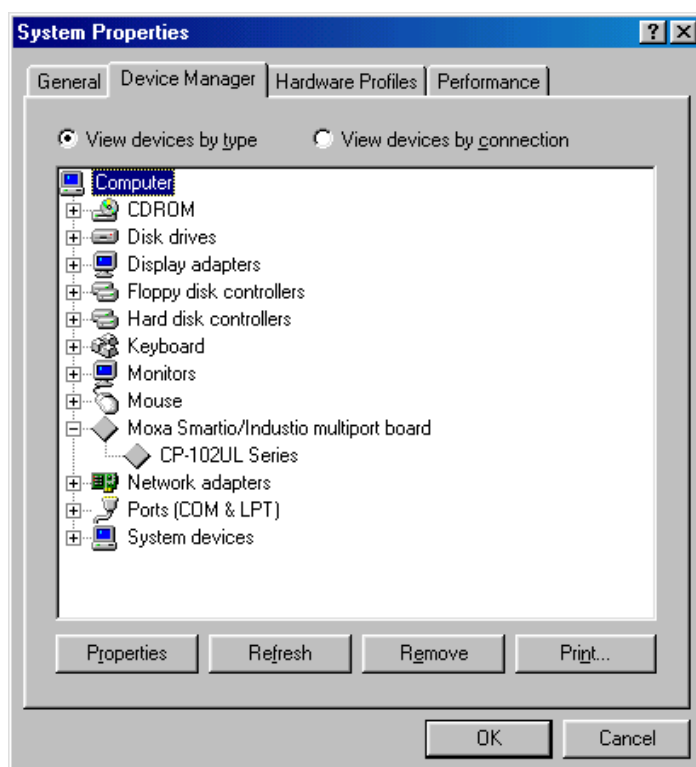 System Properties
General Device Manager Hardware Profiles Performance
View devices by type View devices by connection
Computer
CDROM
Disk drives
Display adapters
Floppy disk controllers
Hard disk controllers
Keyboard
Monitors
Mouse
Moxa Smartio/Industio multiport board
CP-102UL Series
Network adapters
Ports (COM & LPT)
System devices
Properties Refresh Remove Print...
OK Cancel